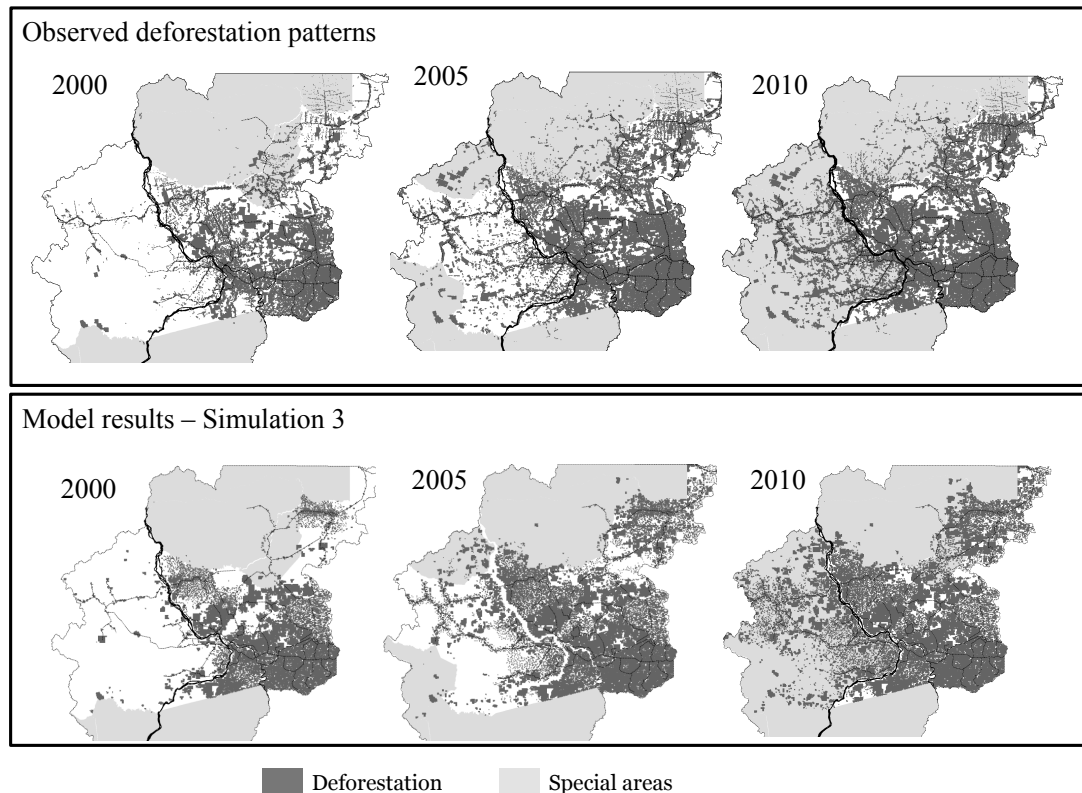 Observed deforestation patterns
2000
2005
2010
Model results – Simulation 3
2000
2005
2010
Deforestation
Special areas